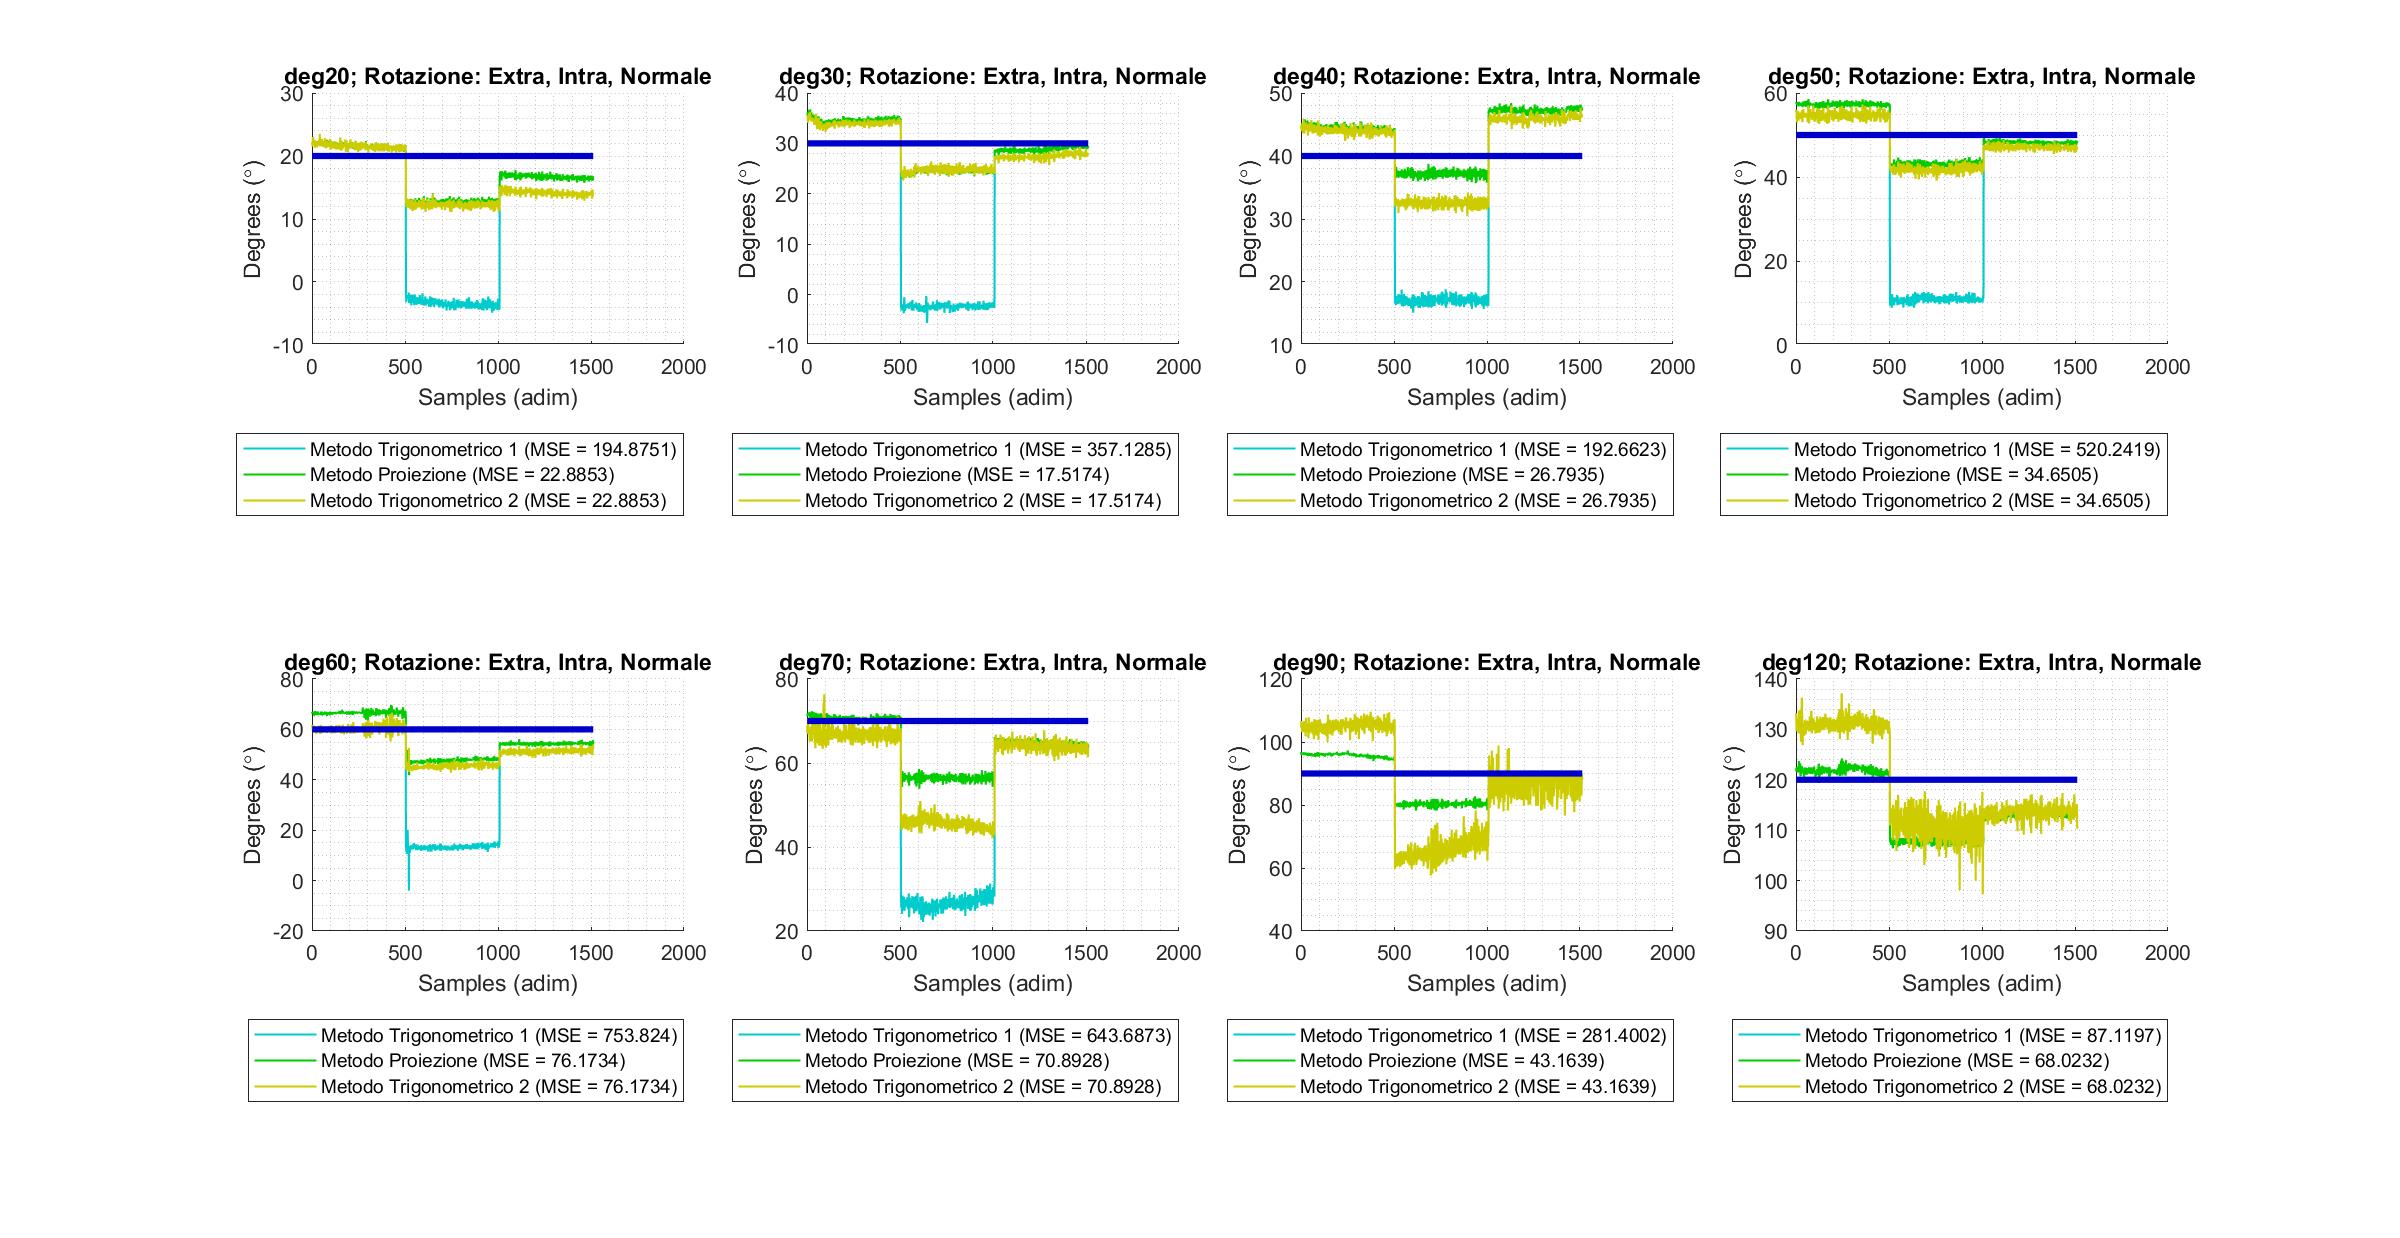 deg20; Rotazione: Extra, Intra, Normale
30
20
10
0
-10
Degrees (°)
0 500 1000 1500 2000
Samples (adim)
Metodo Trigonometrico 1 (MSE = 194.8751)
Metodo Proiezione (MSE = 22.8853)
Metodo Trigonometrico 2 (MSE = 22.8853)
deg30; Rotazione: Extra, Intra, Normale
40
30
20
10
0
-10
Degrees (°)
0 500 1000 1500 2000
Samples (adim)
Metodo Trigonometrico 1 (MSE = 357.1285)
Metodo Proiezione (MSE = 17.5174)
Metodo Trigonometrico 2 (MSE = 17.5174)
deg40; Rotazione: Extra, Intra, Normale
50
40
30
20
10
Degrees (°)
0 500 1000 1500 2000
Samples (adim)
Metodo Trigonometrico 1 (MSE = 192.6623)
Metodo Proiezione (MSE = 26.7935)
Metodo Trigonometrico 2 (MSE = 26.7935)
deg50; Rotazione: Extra, Intra, Normale
60
40
20
0
Degrees (°)
0 500 1000 1500 2000
Samples (adim)
Metodo Trigonometrico 1 (MSE = 520.2419)
Metodo Proiezione (MSE = 34.6505)
Metodo Trigonometrico 2 (MSE = 34.6505)
deg60; Rotazione: Extra, Intra, Normale
80
60
40
20
0
-20
Degrees (°)
0 500 1000 1500 2000
Samples (adim)
Metodo Trigonometrico 1 (MSE = 753.824)
Metodo Proiezione (MSE = 76.1734)
Metodo Trigonometrico 2 (MSE = 76.1734)
deg70; Rotazione: Extra, Intra, Normale
80
60
40
20
Degrees (°)
0 500 1000 1500 2000
Samples (adim)
Metodo Trigonometrico 1 (MSE = 643.6873)
Metodo Proiezione (MSE = 70.8928)
Metodo Trigonometrico 2 (MSE = 70.8928)
deg90; Rotazione: Extra, Intra, Normale
120
100
80
60
40
Degrees (°)
0 500 1000 1500 2000
Samples (adim)
Metodo Trigonometrico 1 (MSE = 281.4002)
Metodo Proiezione (MSE = 43.1639)
Metodo Trigonometrico 2 (MSE = 43.1639)
deg120; Rotazione: Extra, Intra, Normale
140
130
120
110
100
90
Degrees (°)
0 500 1000 1500 2000
Samples (adim)
Metodo Trigonometrico 1 (MSE = 87.1197)
Metodo Proiezione (MSE = 68.0232)
Metodo Trigonometrico 2 (MSE = 68.0232)